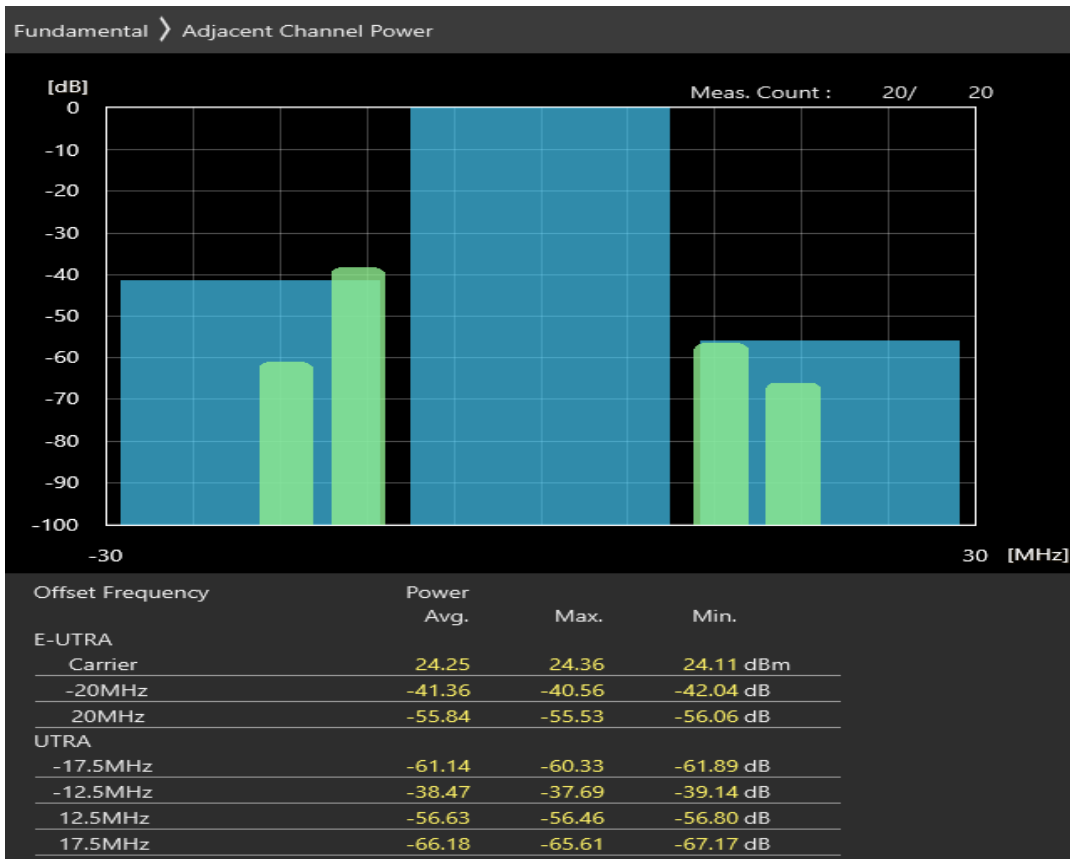 Fundamental 〉 Adjacent Channel Power
[dB]
Meas. Count : 20/ 20
0
-10
-20
-30
-40
-50
-60
-70
-80
-90
-100
-30 30 [MHz]
Offset Frequency Power
Avg. Max. Min.
E-UTRA
Carrier 24.25 24.36 24.11 dBm
-20MHz -41.36 -40.56 -42.04 dB
20MHz -55.84 -55.53 -56.06 dB
UTRA
-17.5MHz -61.14 -60.33 -61.89 dB
-12.5MHz -38.47 -37.69 -39.14 dB
12.5MHz -56.63 -56.46 -56.80 dB
17.5MHz -66.18 -65.61 -67.17 dB